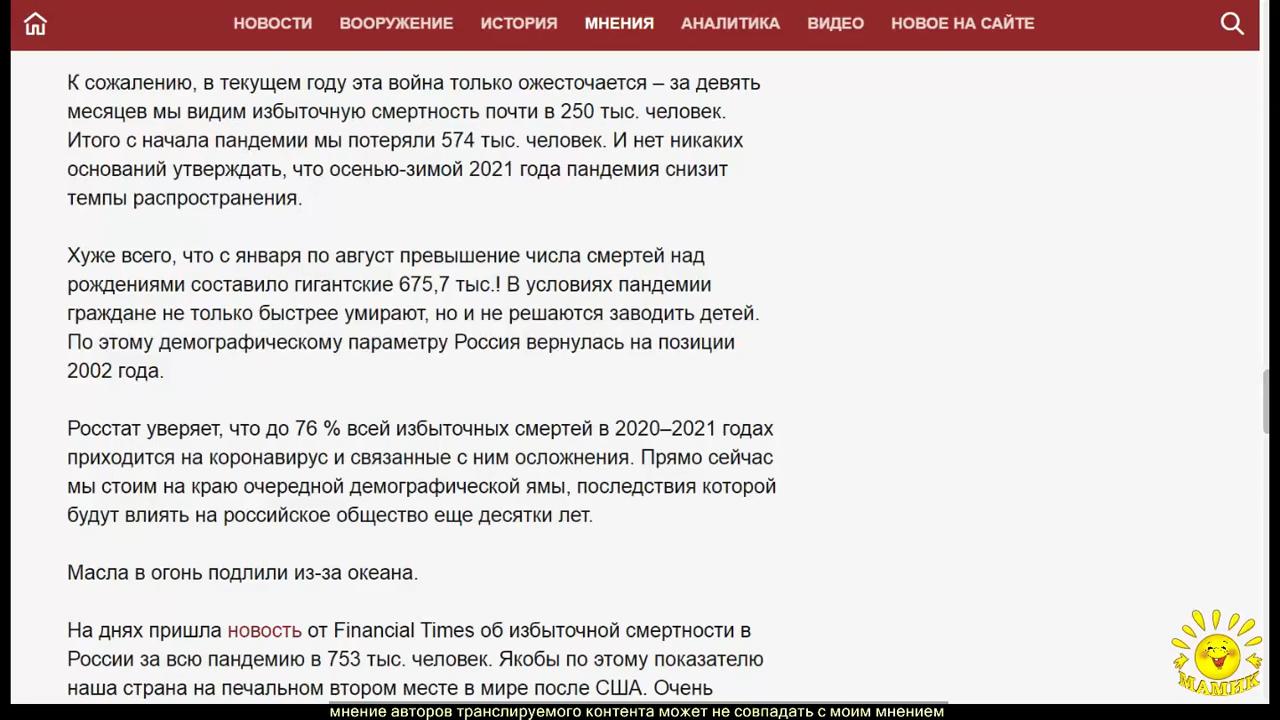 НОВОСТИ ВООРУЖЕНИЕ ИСТОРИЯ МНЕНИЯ АНАЛИТИКА ВИДЕО НОВОЕ НА САЙТЕ
К сожалению, в текущем году эта война только ожесточается – за девять
месяцев мы видим избыточную смертность почти в 250 тыс. человек.
Итого с начала пандемии мы потеряли 574 тыс. человек. И нет никаких
оснований утверждать, что осенью-зимой 2021 года пандемия снизит
темпы распространения.
Хуже всего, что с января по август превышение числа смертей над
рождениями составило гигантские 675,7 тыс.! В условиях пандемии
граждане не только быстрее умирают, но и не решаются заводить детей.
По этому демографическому параметру Россия вернулась на позиции
2002 года.
Росстат уверяет, что до 76 % всей избыточных смертей в 2020–2021 годах
приходится на коронавирус и связанные с ним осложнения. Прямо сейчас
мы стоим на краю очередной демографической ямы, последствия которой
будут влиять на российское общество еще десятки лет.
Масла в огонь подлили из-за океана.
На днях пришла новость от Financial Times об избыточной смертности в
России за всю пандемию в 753 тыс. человек. Якобы по этому показателю
наша страна на печальном втором месте в мире после США. Очень
МАМИК
мнение авторов транслируемого контента может не совпадать с моим мнением